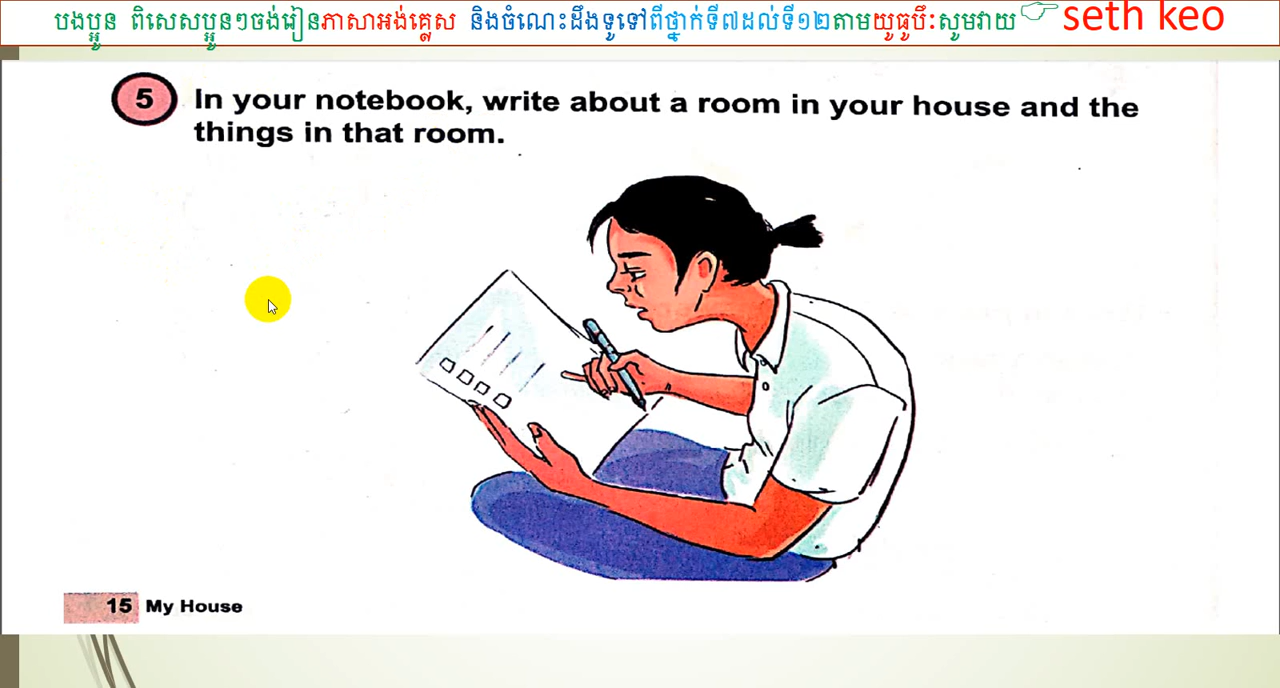 បងប្អូន ពិសេសប្អូនៗចង់រៀនភាសាអង់គ្លេស និងចំណេះដឹងទូទៅពីថ្នាក់ទី៧ដល់ទី១២តាមយូធូបឺៈសូមវាយ☞seth keo
5 In your notebook, write about a room in your house and the
things in that room.
15 My House